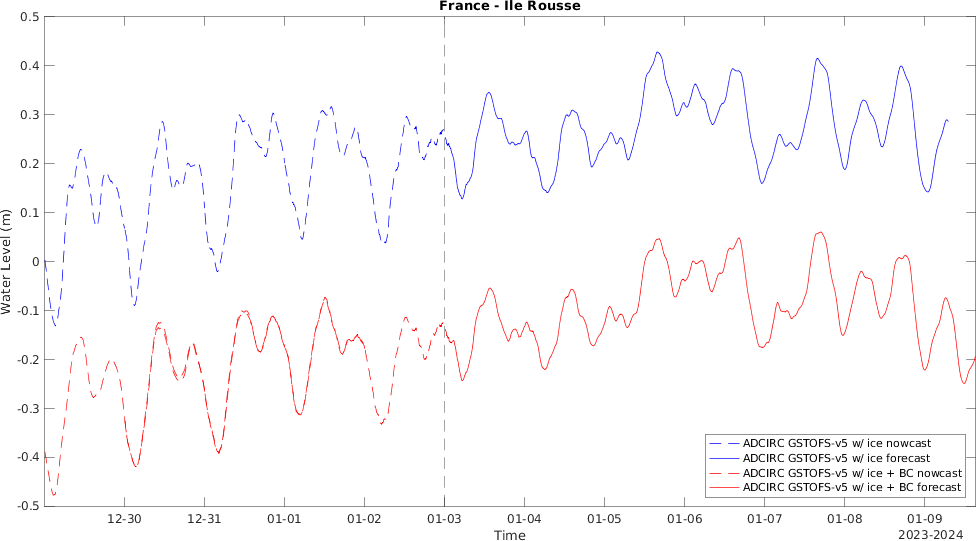 France - Ile Rousse
0.5
0.4
0.3
0.2
0.1
0
-0.1
-0.2
-0.3
-0.4
-0.5
Water Level (m)
ADCIRC GSTOFS-v5 w/ ice nowcast
ADCIRC GSTOFS-v5 w/ ice forecast
ADCIRC GSTOFS-v5 w/ ice + BC nowcast
ADCIRC GSTOFS-v5 w/ ice + BC forecast
12-30 12-31 01-01 01-02 01-03 01-04 01-05 01-06 01-07 01-08 01-09
Time
2023-2024